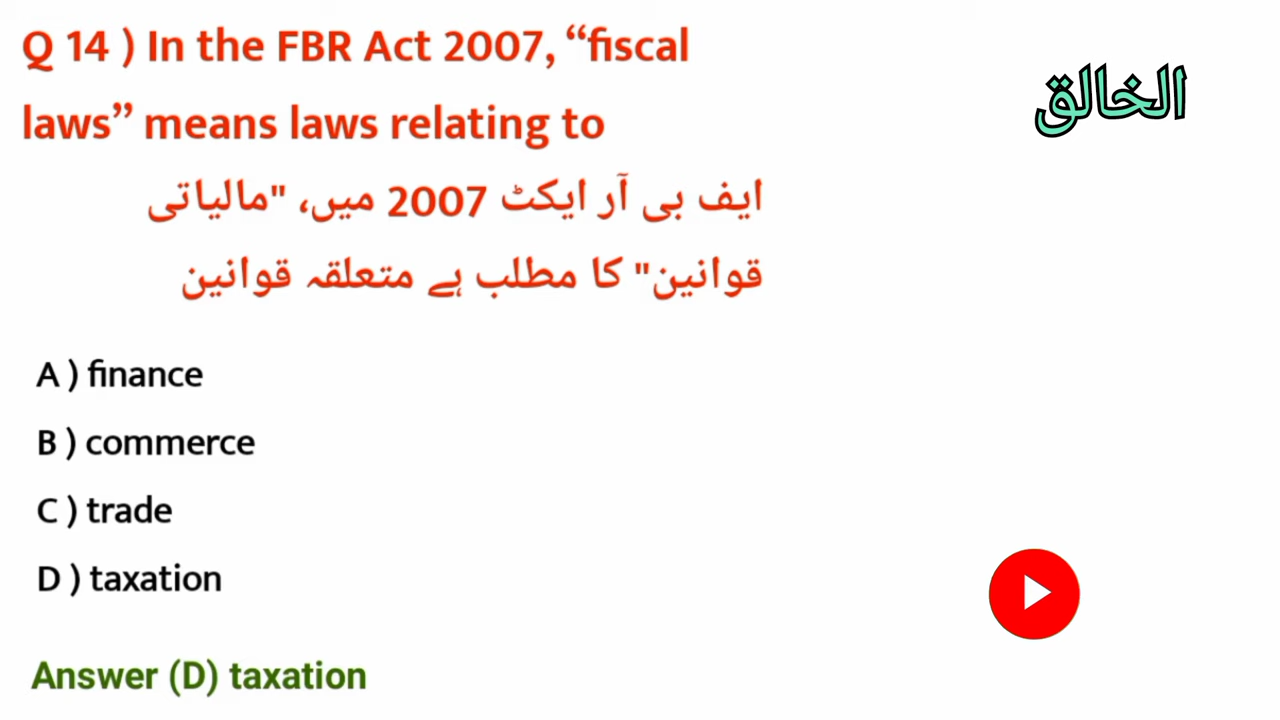 Q 14 ) In the FBR Act 2007, “fiscal
laws” means laws relating to
الخالق
ایف بی آر ایکٹ 2007 میں، "مالیاتی
قوانین" کا مطلب ہے متعلقہ قوانین
A ) finance
B ) commerce
C ) trade
D ) taxation
Answer (D) taxation